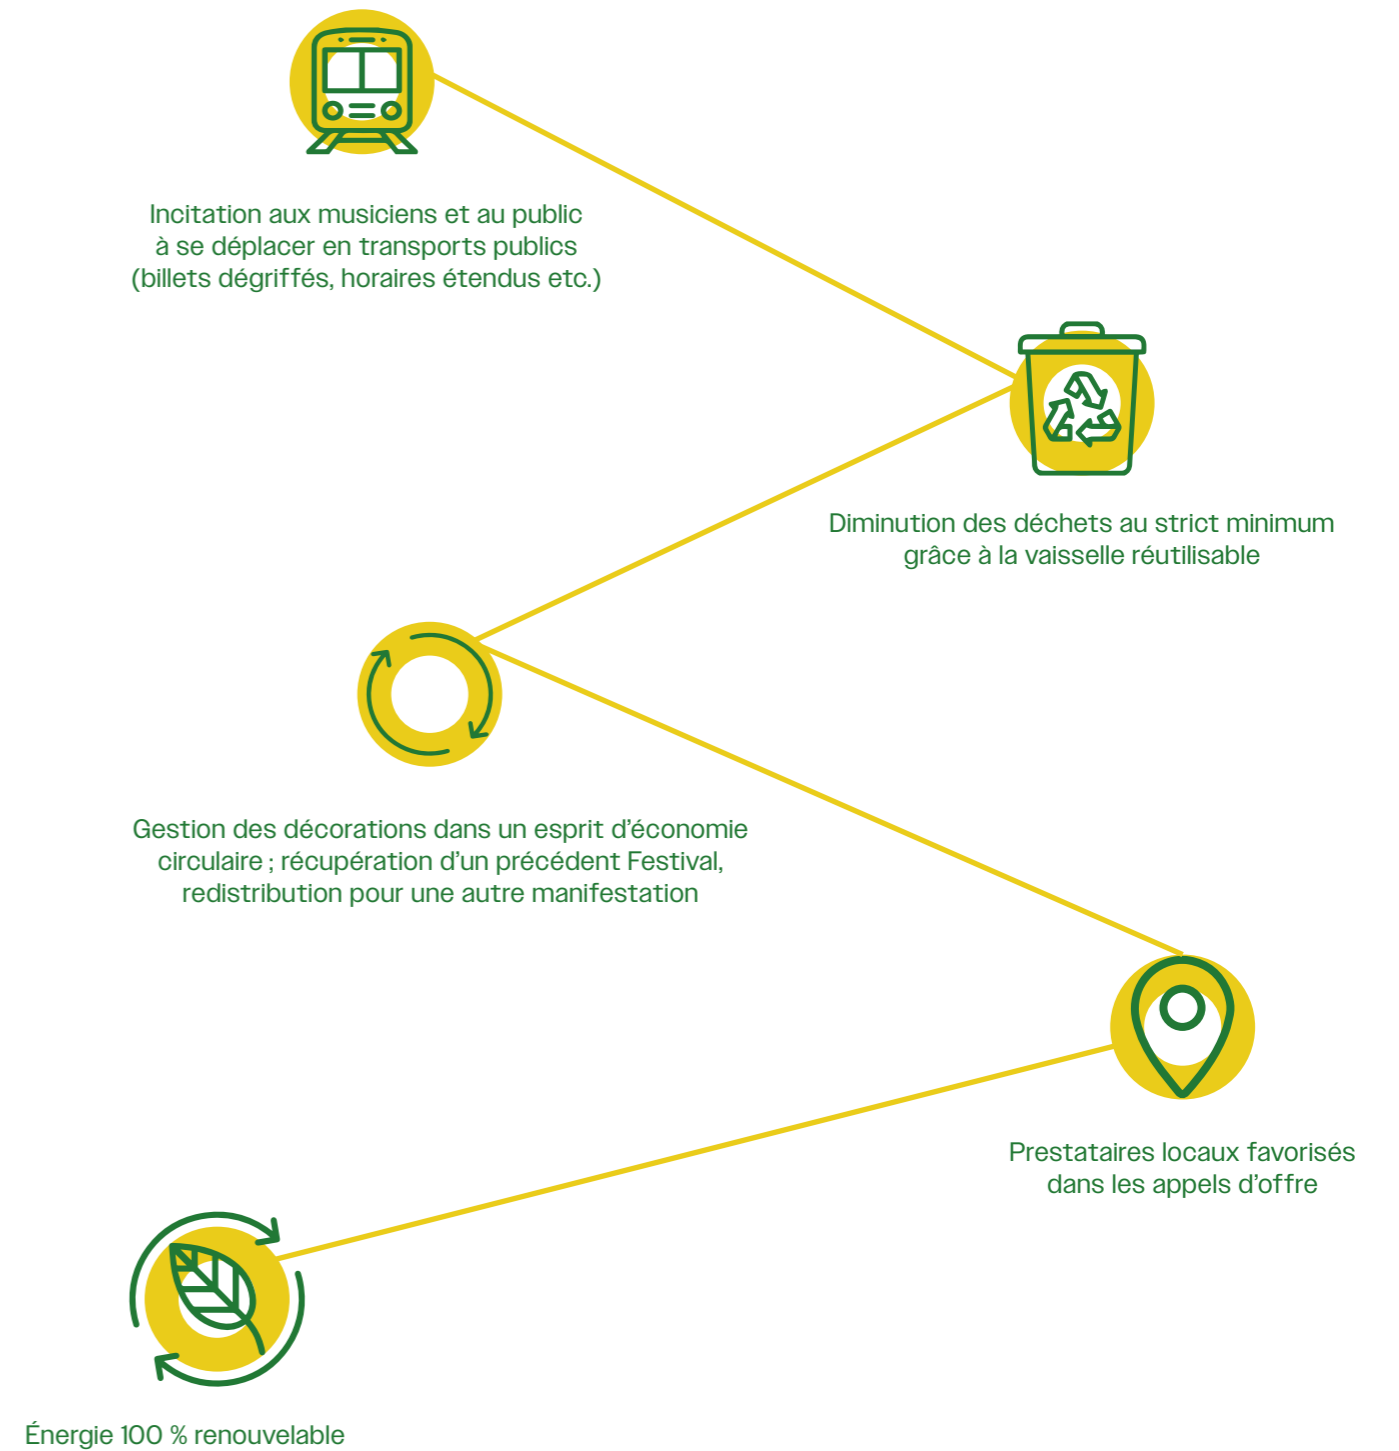 Incitation aux musiciens et au public
à se déplacer en transports publics
(billets dégriffés, horaires étendus etc.)
Diminution des déchets au strict minimum
grâce à la vaisselle réutilisable
Gestion des décorations dans un esprit d’économie
circulaire ; récupération d’un précédent Festival,
redistribution pour une autre manifestation
Prestataires locaux favorisés
dans les appels d’offre
Énergie 100 % renouvelable